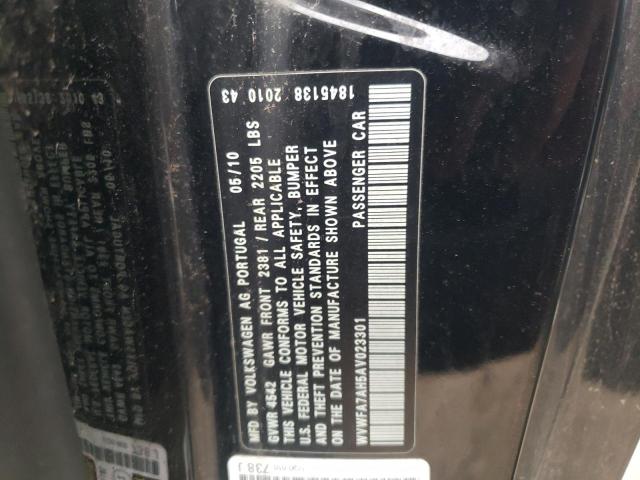 1845138 2010 43
MFD BY VOLKSWAGEN AG PORTUGAL 05/10
GVWR 4542 GAWR FRONT 2381 / REAR 2205 LBS
THIS VEHICLE CONFORMS TO ALL APPLICABLE
U.S. FEDERAL MOTOR VEHICLE SAFETY, BUMPER
AND THEFT PREVENTION STANDARDS IN EFFECT
ON THE DATE OF MANUFACTURE SHOWN ABOVE
WVWFA7AH5AV023301 PASSENGER CAR
738 J